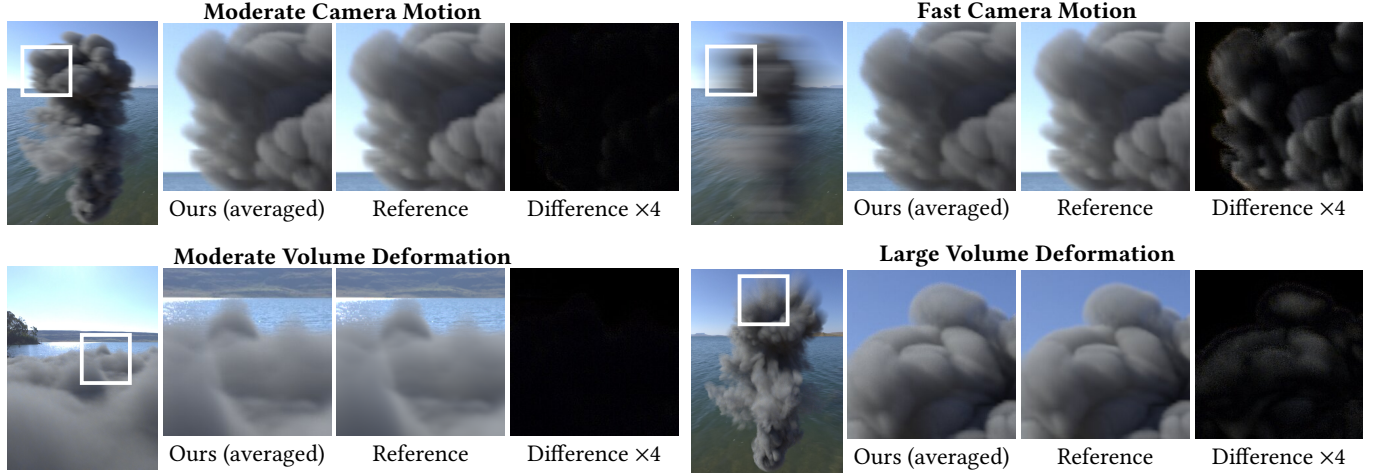 Moderate Camera Motion
Ours (averaged) Reference Difference ×4
Fast Camera Motion
Ours (averaged) Reference Difference ×4
Moderate Volume Deformation
Ours (averaged) Reference Difference ×4
Large Volume Deformation
Ours (averaged) Reference Difference ×4